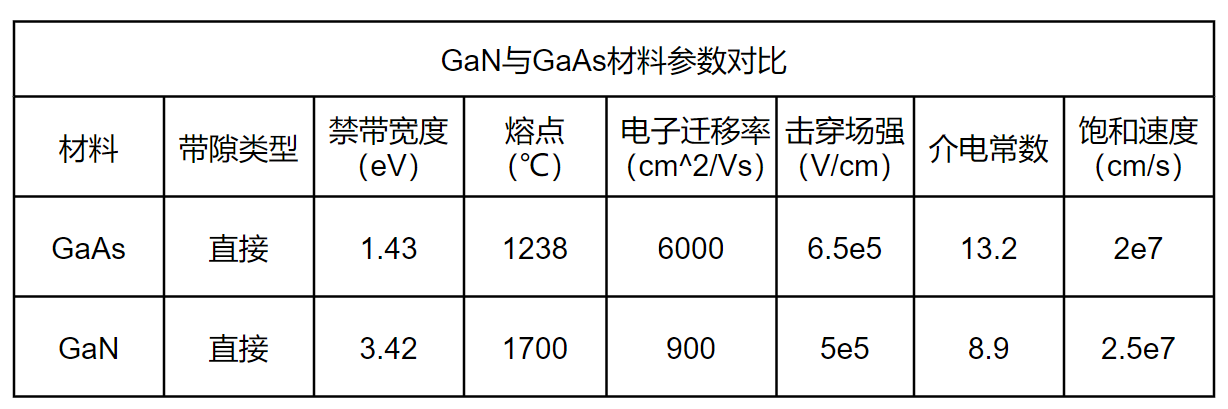 GaN与GaAs材料参数对比
材料 带隙类型 禁带宽度 熔点 电子迁移率 击穿场强 介电常数 饱和速度
（eV） （℃） （cm^2/Vs） （V/cm） （cm/s）
GaAs 直接 1.43 1238 6000 6.5e5 13.2 2e7
GaN 直接 3.42 1700 900 5e5 8.9 2.5e7